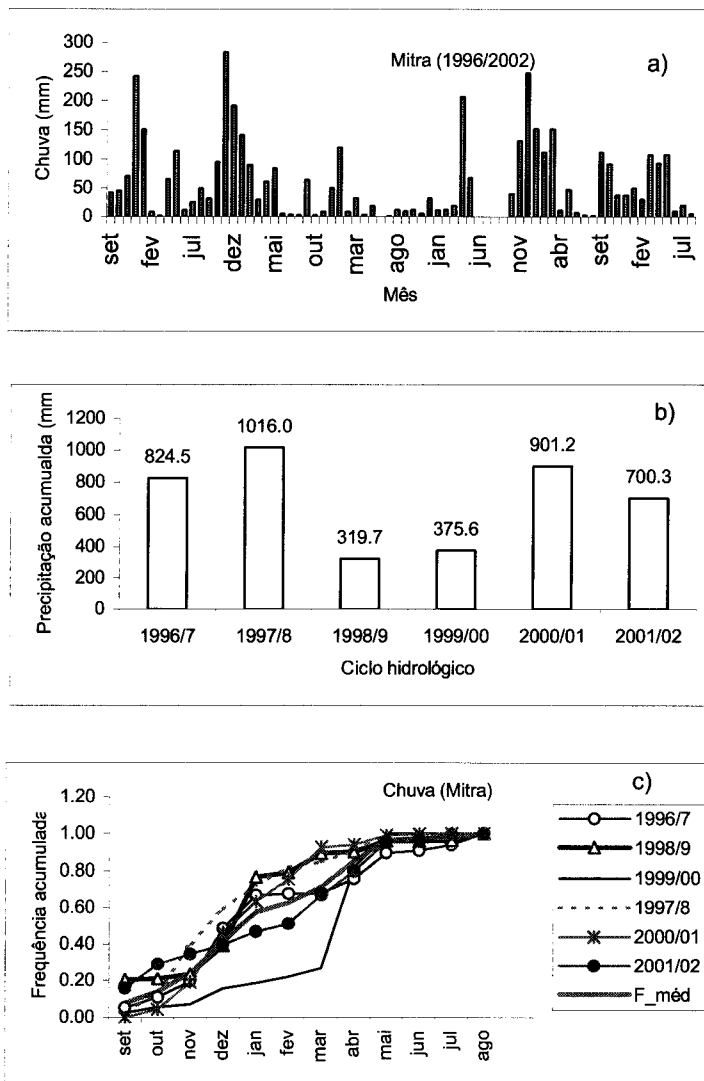 Mitra (1996/2002)
a)
Chuva (mm)
300
250
200
150
100
50
0
set
fev
jul
dez
mai
out
mar
ago
jan
jun
nov
abr
set
fev
jul
Mês
b)
Precipitação acumualda (mm
1200
1000
800
600
400
200
0
824.5
1016.0
319.7
375.6
901.2
700.3
1996/7
1997/8
1998/9
1999/00
2000/01
2001/02
Ciclo hidrológico
Chuva (Mitra)
c)
Frequência acumulada
1.20
1.00
0.80
0.60
0.40
0.20
0.00
set
out
nov
dez
jan
fev
mar
abr
mai
jun
jul
ago
1996/7
1998/9
1999/00
1997/8
2000/01
2001/02
F_méd